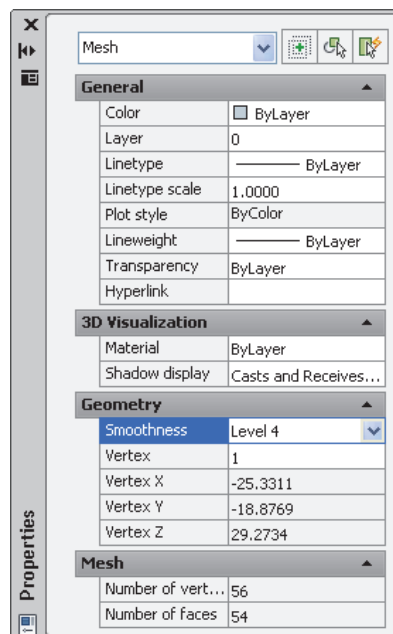 Mesh
General
Color ByLayer
Layer 0
Linetype ByLayer
Linetype scale 1.0000
Plot style ByColor
Lineweight ByLayer
Transparency ByLayer
Hyperlink
3D Visualization
Material ByLayer
Shadow display Casts and Receives...
Geometry
Smoothness Level 4
Vertex 1
Vertex X -25.3311
Vertex Y -18.8769
Vertex Z 29.2734
Mesh
Number of vert... 56
Number of faces 54
Properties